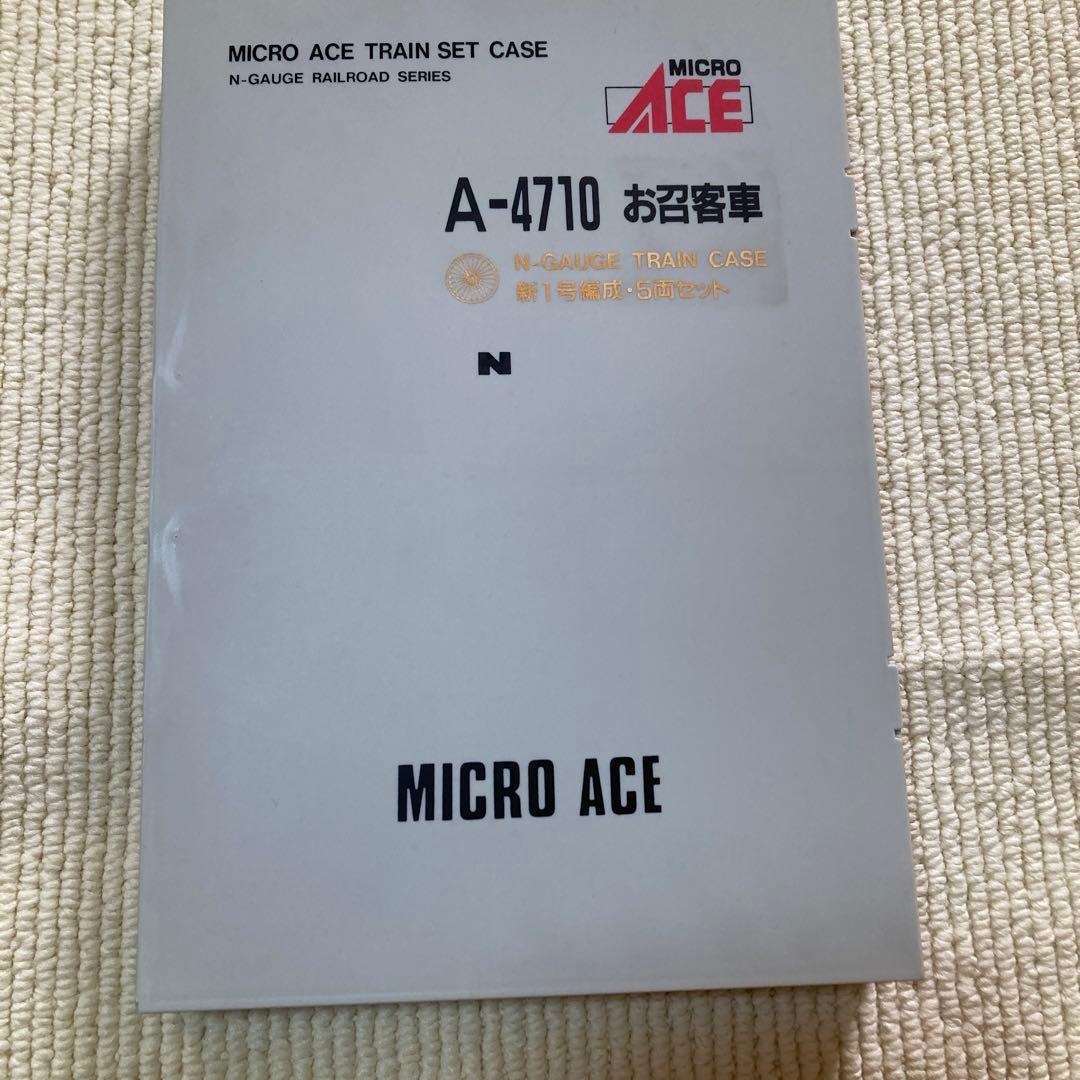 MICRO ACE TRAIN SET CASE
N-GAUGE RAILROAD SERIES
MICRO
ACE
A-4710 お召客車
N-GAUGE TRAIN CASE
新1号編成・5両セット
N
MICRO ACE